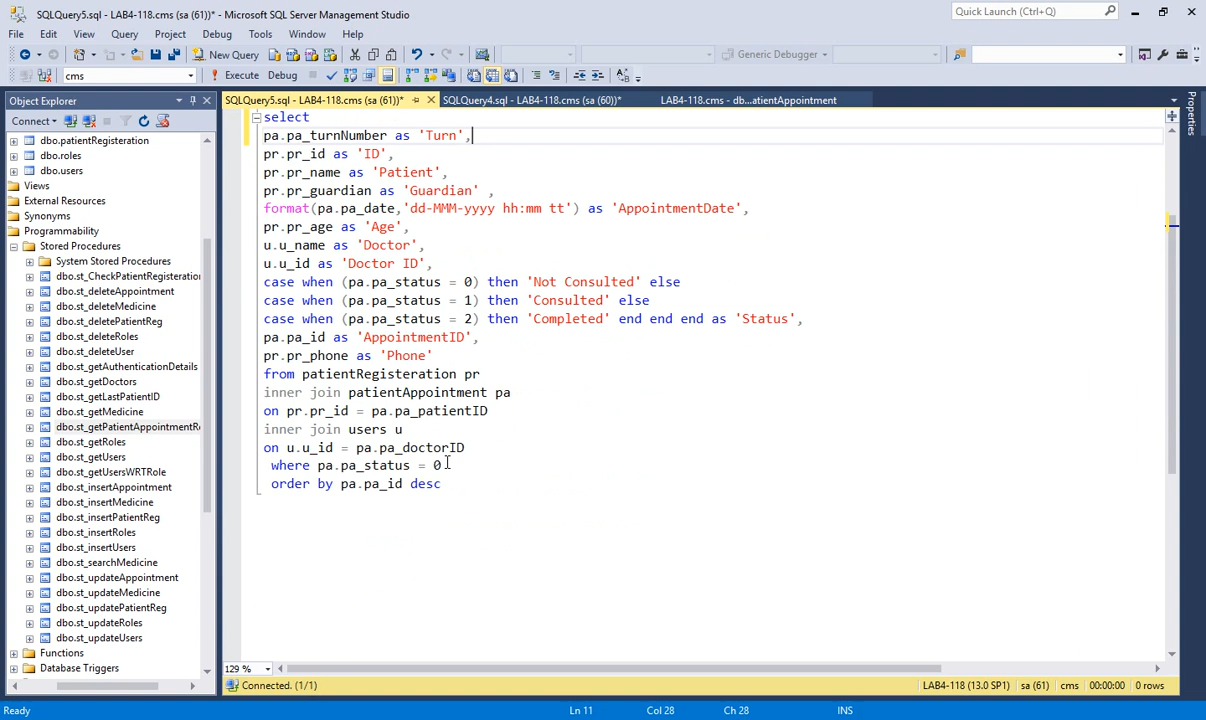 SQLQuery5.sql - LAB4-118.cms (sa (61))* - Microsoft SQL Server Management Studio
Quick Launch (Ctrl+Q)
File Edit View Query Project Debug Tools Window Help
New Query
Generic Debugger
cms
Execute Debug
Object Explorer
SQLQuery5.sql - LAB4-118.cms (sa (61))*
SQLQuery4.sql - LAB4-118.cms (sa (60))*
LAB4-118.cms - db...atientAppointment
Properties
Connect
dbo.patientRegisteration
dbo.roles
dbo.users
Views
External Resources
Synonyms
Programmability
Stored Procedures
System Stored Procedures
dbo.st_CheckPatientRegisteration
dbo.st_deleteAppointment
dbo.st_deleteMedicine
dbo.st_deletePatientReg
dbo.st_deleteRoles
dbo.st_deleteUser
dbo.st_getAuthenticationDetails
dbo.st_getDoctors
dbo.st_getLastPatientID
dbo.st_getMedicine
dbo.st_getPatientAppointmentR
dbo.st_getRoles
dbo.st_getUsers
dbo.st_getUsersWRTRole
dbo.st_insertAppointment
dbo.st_insertMedicine
dbo.st_insertPatientReg
dbo.st_insertRoles
dbo.st_insertUsers
dbo.st_searchMedicine
dbo.st_updateAppointment
dbo.st_updateMedicine
dbo.st_updatePatientReg
dbo.st_updateRoles
dbo.st_updateUsers
Functions
Database Triggers
select
pa.pa_turnNumber as 'Turn',
pr.pr_id as 'ID',
pr.pr_name as 'Patient',
pr.pr_guardian as 'Guardian' ,
format(pa.pa_date,'dd-MMM-yyyy hh:mm tt') as 'AppointmentDate',
pr.pr_age as 'Age',
u.u_name as 'Doctor',
u.u_id as 'Doctor ID',
case when (pa.pa_status = 0) then 'Not Consulted' else
case when (pa.pa_status = 1) then 'Consulted' else
case when (pa.pa_status = 2) then 'Completed' end end end as 'Status',
pa.pa_id as 'AppointmentID',
pr.pr_phone as 'Phone'
from patientRegisteration pr
inner join patientAppointment pa
on pr.pr_id = pa.pa_patientID
inner join users u
on u.u_id = pa.pa_doctorID
where pa.pa_status = 0
order by pa.pa_id desc
129 %
Connected. (1/1)
LAB4-118 (13.0 SP1) sa (61) cms 00:00:00 0 rows
Ready
Ln 11 Col 28 Ch 28 INS